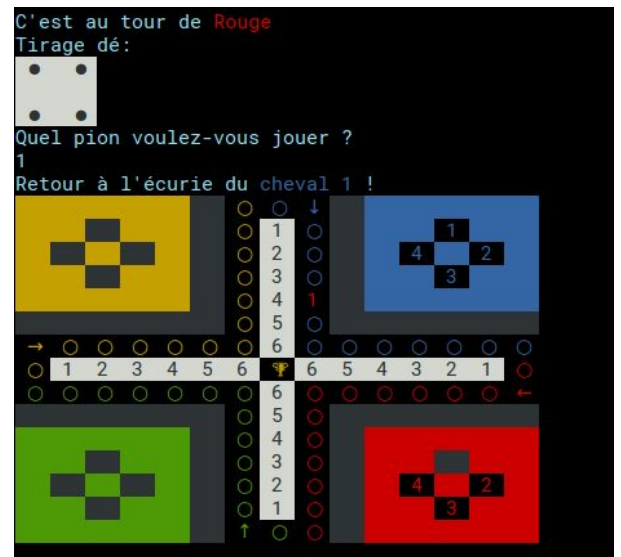 C'est au tour de Rouge
Tirage dé:
Quel pion voulez-vous jouer ?
1
Retour à l'écurie du cheval 1 !
1 1
2 4 2
3 3
4 1
5
6
1 2 3 4 5 6 6 5 4 3 2 1
6
5
4
3
2 4 2
1 3